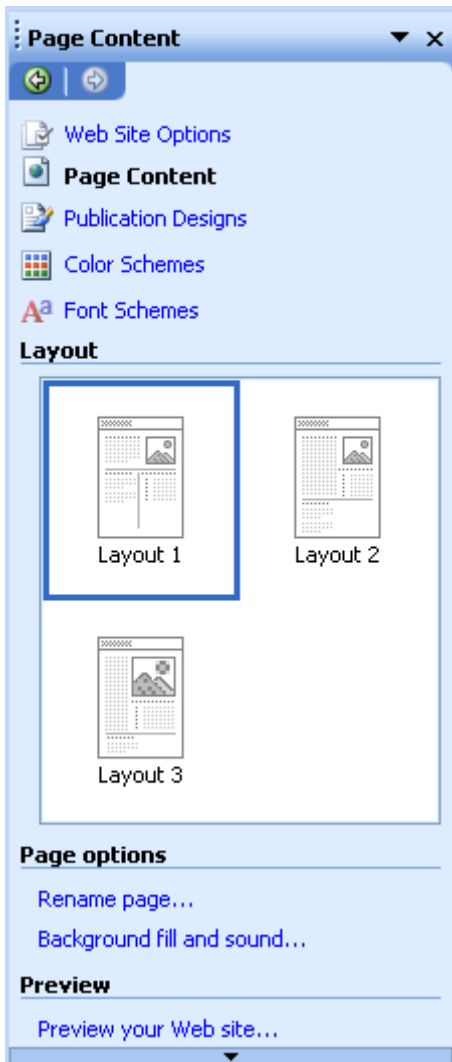 Page Content
Web Site Options
Page Content
Publication Designs
Color Schemes
Font Schemes
Layout
Layout 1
Layout 2
Layout 3
Page options
Rename page...
Background fill and sound...
Preview
Preview your Web site...